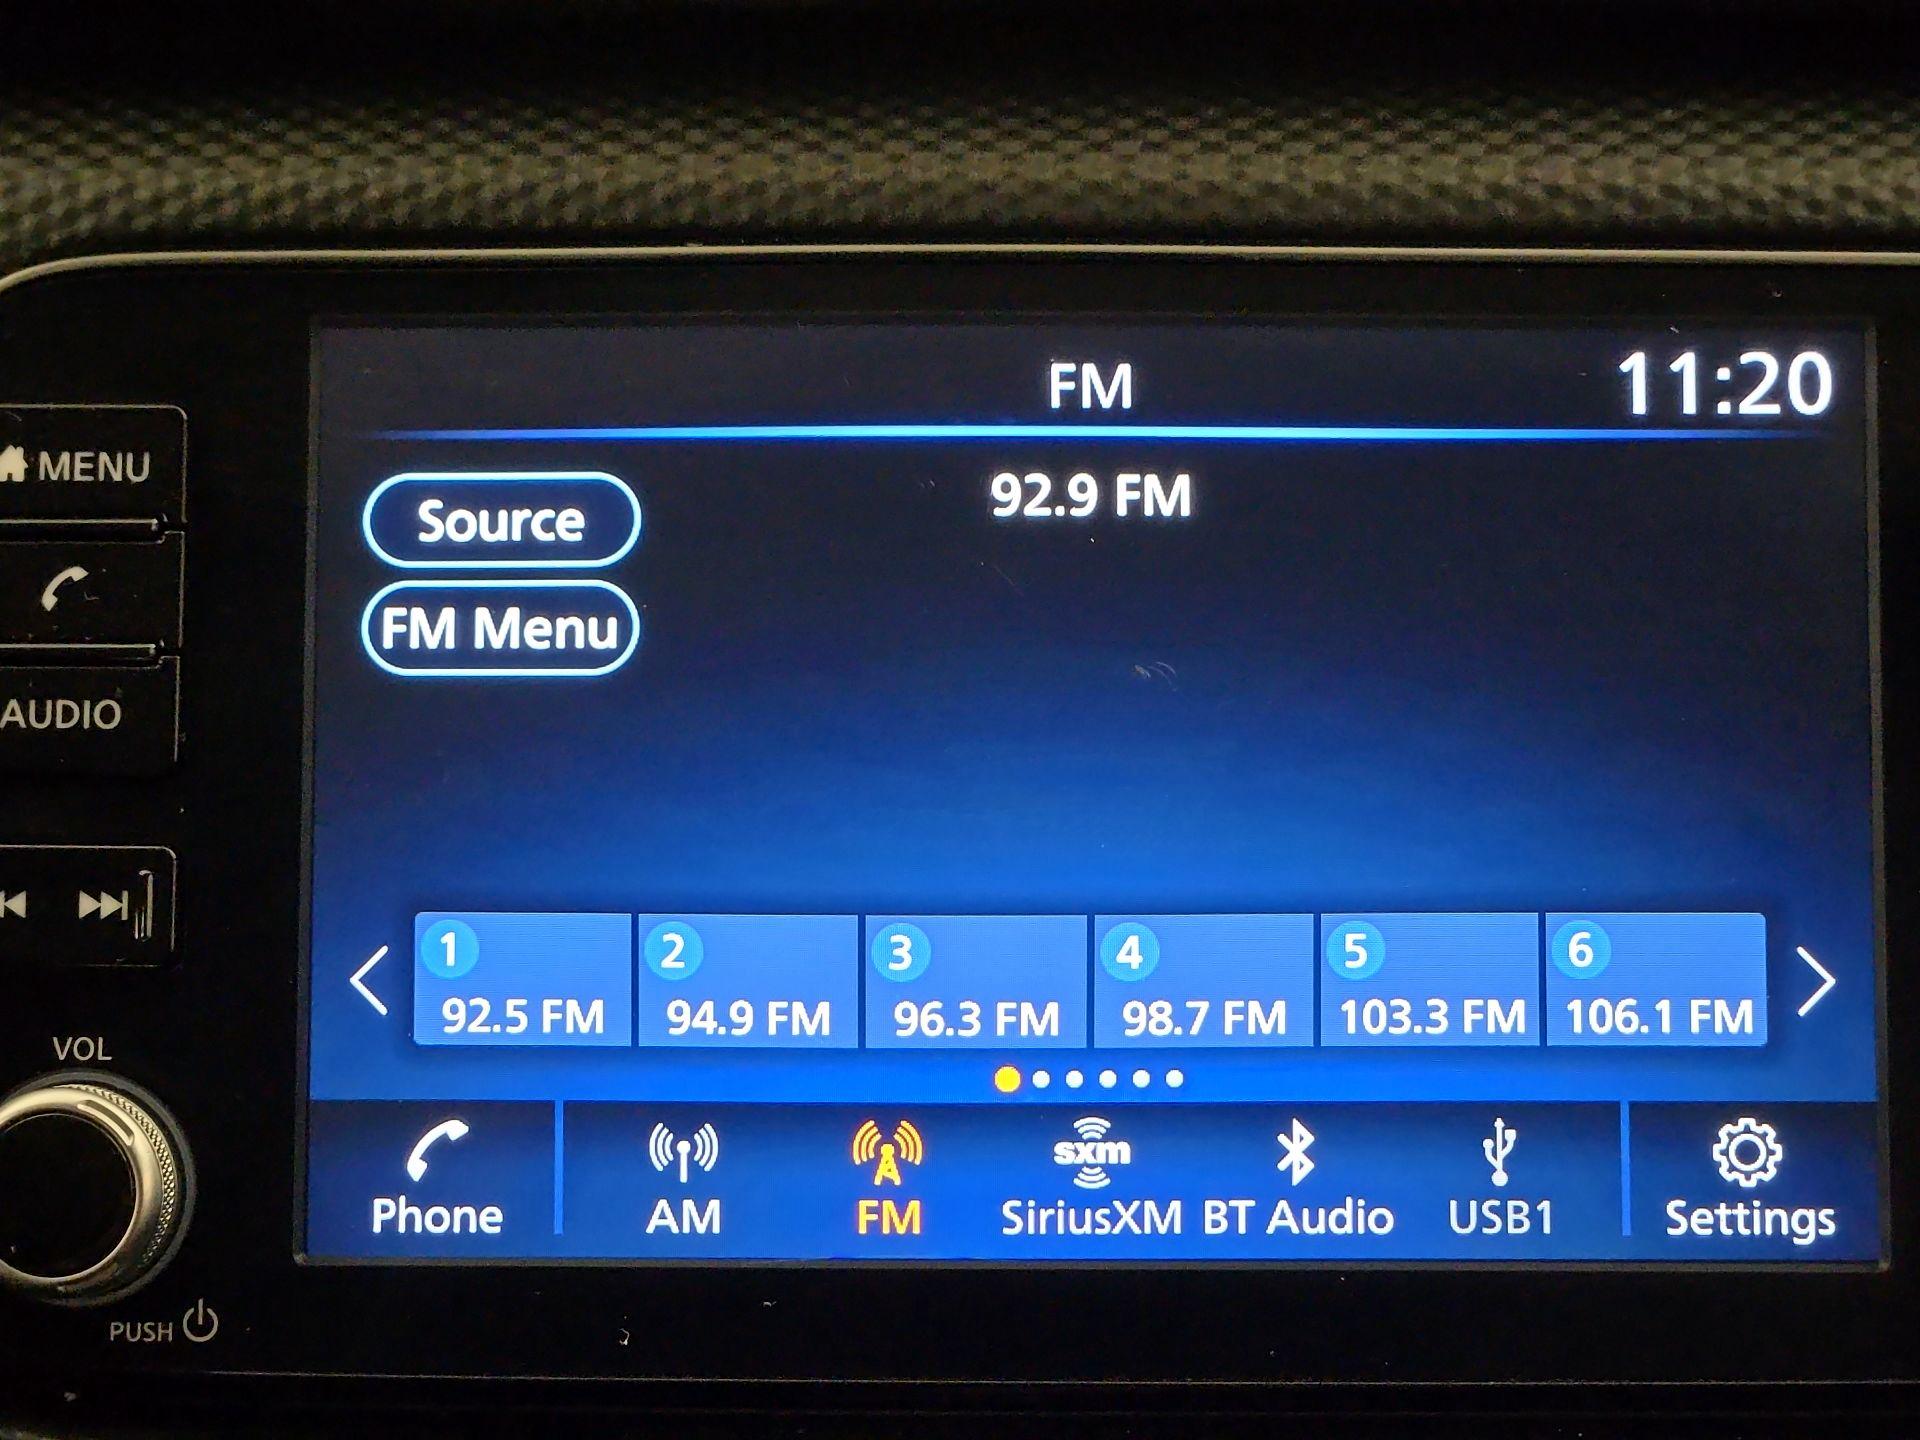 FM
11:20
MENU
Source
92.9 FM
FM Menu
AUDIO
1
2
3
4
5
6
92.5 FM
94.9 FM
96.3 FM
98.7 FM
103.3 FM
106.1 FM
VOL
sxm
Phone
AM
FM
SiriusXM
BT Audio
USB1
Settings
PUSH